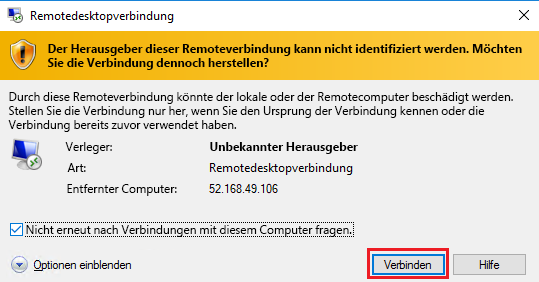 Remotedesktopverbindung
Der Herausgeber dieser Remoteverbindung kann nicht identifiziert werden. Möchten
Sie die Verbindung dennoch herstellen?
Durch diese Remoteverbindung könnte der lokale oder der Remotecomputer beschädigt werden.
Stellen Sie die Verbindung nur her, wenn Sie den Ursprung der Verbindung kennen oder die
Verbindung bereits zuvor verwendet haben.
Verleger: Unbekannter Herausgeber
Art: Remotedesktopverbindung
Entfernter Computer: 52.168.49.106
Nicht erneut nach Verbindungen mit diesem Computer fragen.
Optionen einblenden Verbinden Hilfe